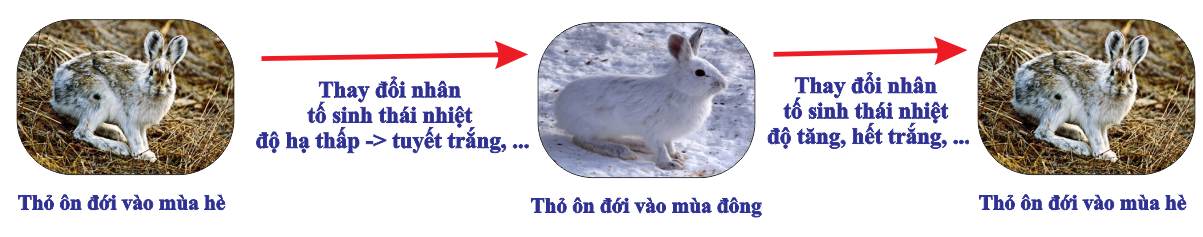 Thay đổi nhân
tố sinh thái nhiệt
độ hạ thấp -> tuyết trắng, ...
Thay đổi nhân
tố sinh thái nhiệt
độ tăng, hết trắng, ...
Thỏ ôn đới vào mùa hè
Thỏ ôn đới vào mùa đông
Thỏ ôn đới vào mùa hè